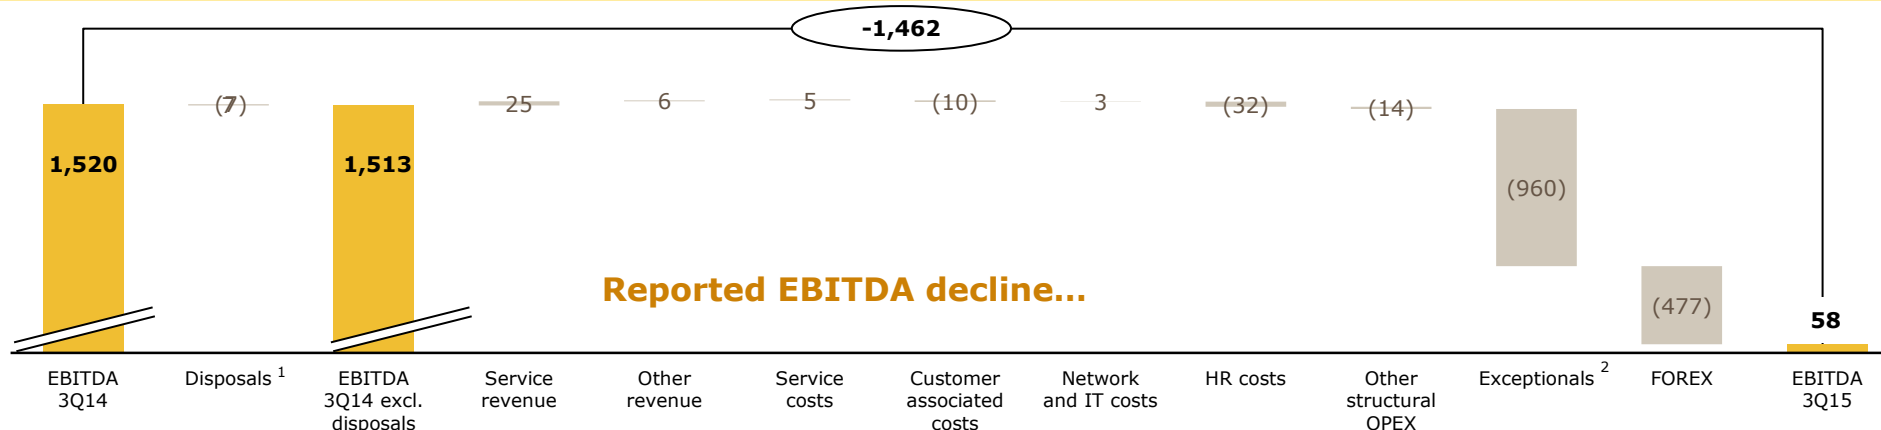 -1,462
(7)
25
6
5
(10)
3
(32)
(14)
1,520
1,513
(960)
Reported EBITDA decline...
(477)
58
EBITDA
3Q14
Disposals 1
EBITDA
3Q14 excl.
disposals
Service
revenue
Other
revenue
Service
costs
Customer
associated
costs
Network
and IT costs
HR costs
Other
structural
OPEX
Exceptionals 2
FOREX
EBITDA
3Q15